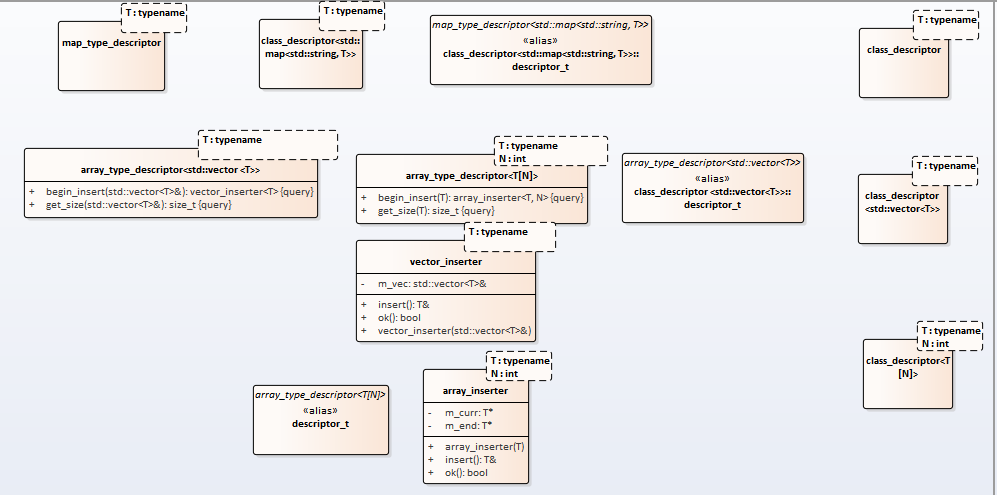 T: typename
map_type_descriptor
T: typename
class_descriptor<std::
map<std::string, T>>
map_type_descriptor<std::map<std::string, T>>
«alias»
class_descriptor<std::map<std::string, T>>::
descriptor_t
T: typename
class_descriptor
T: typename
array_type_descriptor<std::vector <T>>
+ begin_insert(std::vector<T>&): vector_inserter<T> {query}
+ get_size(std::vector<T>&): size_t {query}
T: typename
N: int
array_type_descriptor<T[N]>
+ begin_insert(T): array_inserter<T, N> {query}
+ get_size(T): size_t {query}
array_type_descriptor<std::vector<T>>
«alias»
class_descriptor <std::vector<T>>::
descriptor_t
T: typename
class_descriptor
<std::vector<T>>
T: typename
vector_inserter
- m_vec: std::vector<T>&
+ insert(): T&
+ ok(): bool
+ vector_inserter(std::vector<T>&)
T: typename
N: int
class_descriptor<T
[N]>
array_type_descriptor<T[N]>
«alias»
descriptor_t
T: typename
N: int
array_inserter
- m_curr: T*
- m_end: T*
+ array_inserter(T)
+ insert(): T&
+ ok(): bool